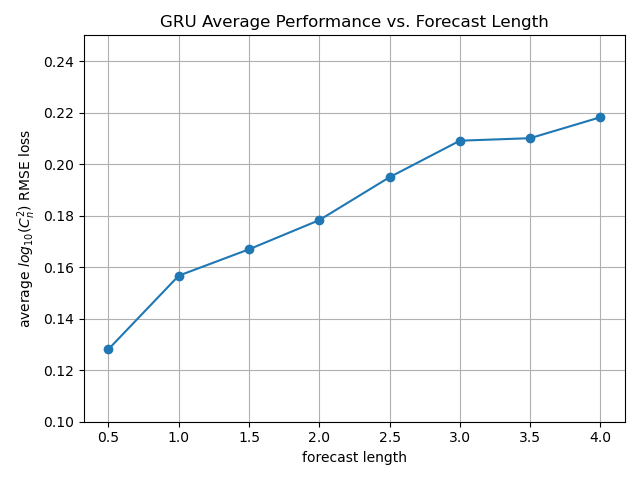 GRU Average Performance vs. Forecast Length
average log₁₀(Cₙ²) RMSE loss
0.24
0.22
0.20
0.18
0.16
0.14
0.12
0.10
0.5 1.0 1.5 2.0 2.5 3.0 3.5 4.0
forecast length